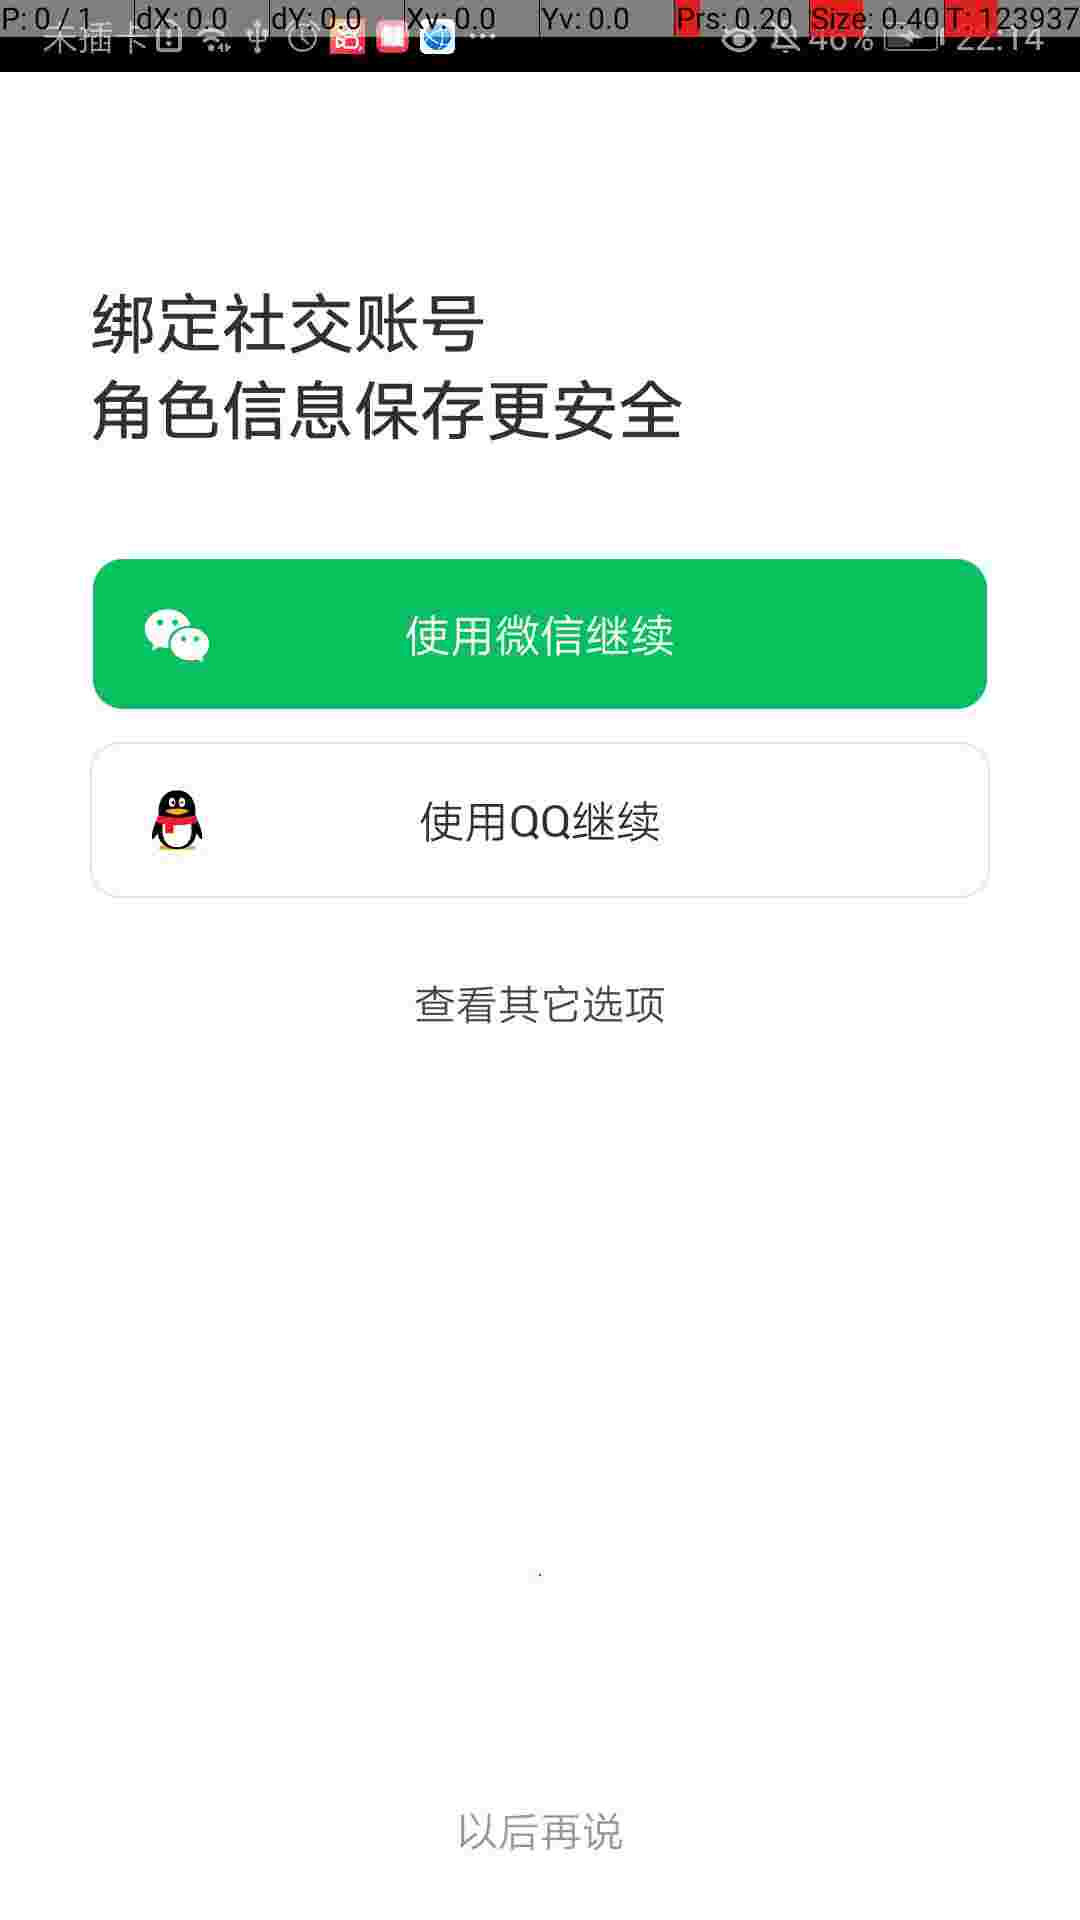 P: 0 / 1 dX: 0.0 dY: 0.0 Xv: 0.0 Yv: 0.0 Prs: 0.20 Size: 0.40 T: 123937
未插卡 46% 22:14
绑定社交账号
角色信息保存更安全
使用微信继续
使用QQ继续
查看其它选项
以后再说